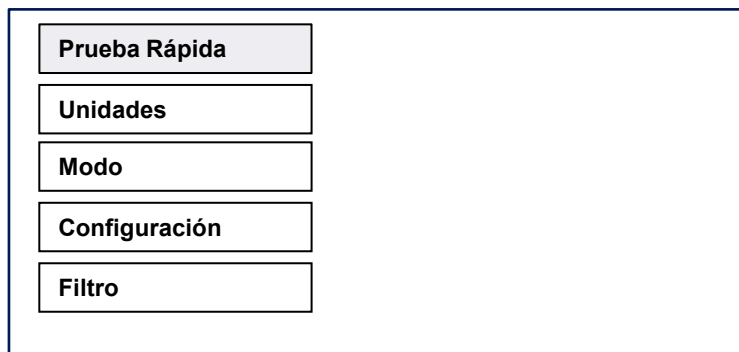 Prueba Rápida
Unidades
Modo
Configuración
Filtro